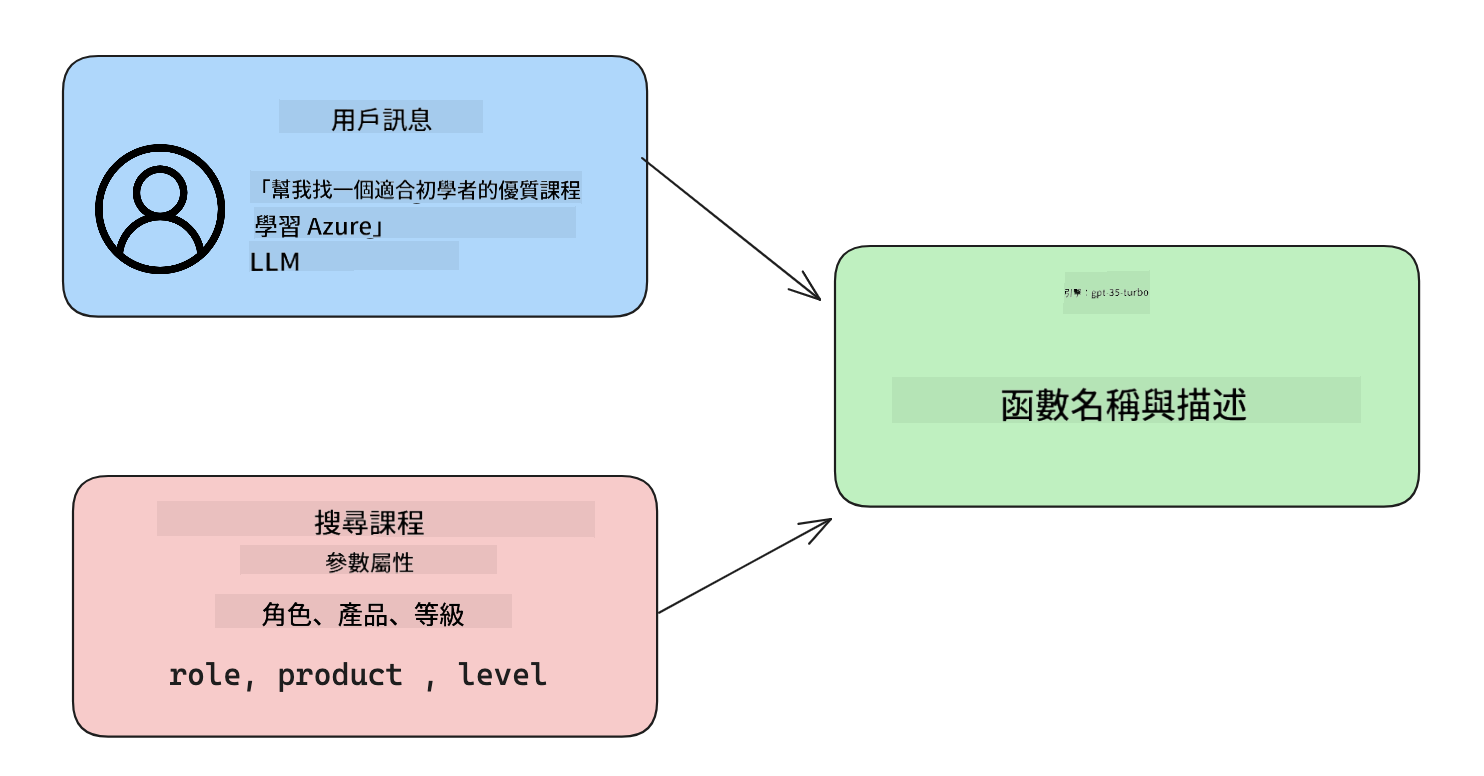 用戶訊息
「幫我找一個適合初學者的優質課程
學習 Azure」
LLM
引擎：gpt-35-turbo
函數名稱與描述
搜尋課程
參數屬性
角色、產品、等級
role, product , level